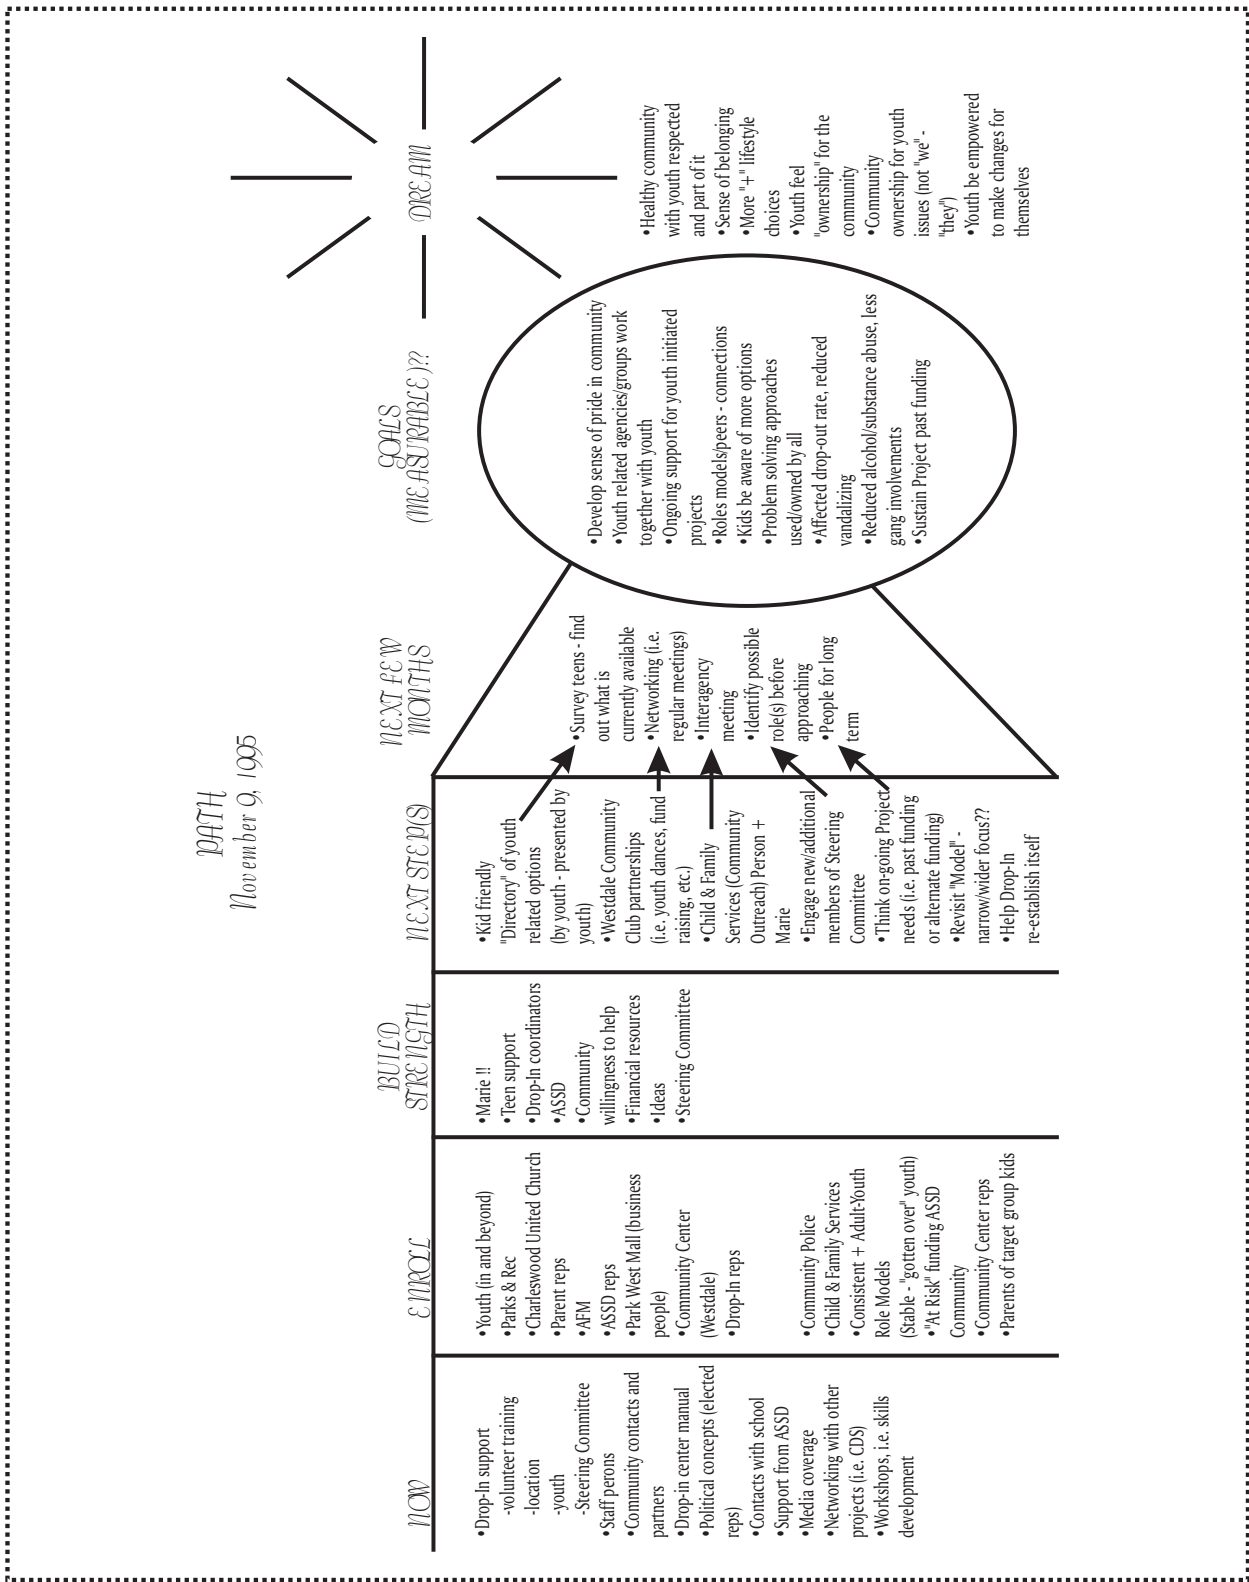 PATH
November 9, 1995
NOW
•Drop-In support
-volunteer training
-location
-youth
-Steering Committee
•Staff perons
•Community contacts and
partners
•Drop-in center manual
•Political concepts (elected
reps)
•Contacts with school
•Support from ASSD
•Media coverage
•Networking with other
projects (i.e. CDS)
•Workshops, i.e. skills
development
ENROLL
•Youth (in and beyond)
•Parks & Rec
•Charleswood United Church
•Parent reps
•AFM
•ASSD reps
•Park West Mall (business
people)
•Community Center
(Westdale)
•Drop-In reps
•Community Police
•Child & Family Services
•Consistent + Adult-Youth
Role Models
(Stable - "gotten over" youth)
•"At Risk" funding ASSD
Community
•Community Center reps
•Parents of target group kids
BUILD
STRENGTH
•Marie !!
•Teen support
•Drop-In coordinators
•ASSD
•Community
willingness to help
•Financial resources
•Ideas
•Steering Committee
NEXT STEP(S)
•Kid friendly
"Directory" of youth
related options
(by youth - presented by
youth)
•Westdale Community
Club partnerships
(i.e. youth dances, fund
raising, etc.)
•Child & Family
Services (Community
Outreach) Person +
Marie
•Engage new/additional
members of Steering
Committee
•Think on-going Project
needs (i.e. past funding
or alternate funding)
•Revisit "Model" -
narrow/wider focus??
•Help Drop-In
re-establish itself
NEXT FEW
MONTHS
•Survey teens - find
out what is
currently available
•Networking (i.e.
regular meetings)
•Interagency
meeting
•Identify possible
role(s) before
approaching
•People for long
term
GOALS
(MEASURABLE)??
•Develop sense of pride in community
•Youth related agencies/groups work
together with youth
•Ongoing support for youth initiated
projects
•Roles models/peers - connections
•Kids be aware of more options
•Problem solving approaches
used/owned by all
•Affected drop-out rate, reduced
vandalizing
•Reduced alcohol/substance abuse, less
gang involvements
•Sustain Project past funding
DREAM
•Healthy community
with youth respected
and part of it
•Sense of belonging
•More "+" lifestyle
choices
•Youth feel
"ownership" for the
community
•Community
ownership for youth
issues (not "we" -
"they")
•Youth be empowered
to make changes for
themselves